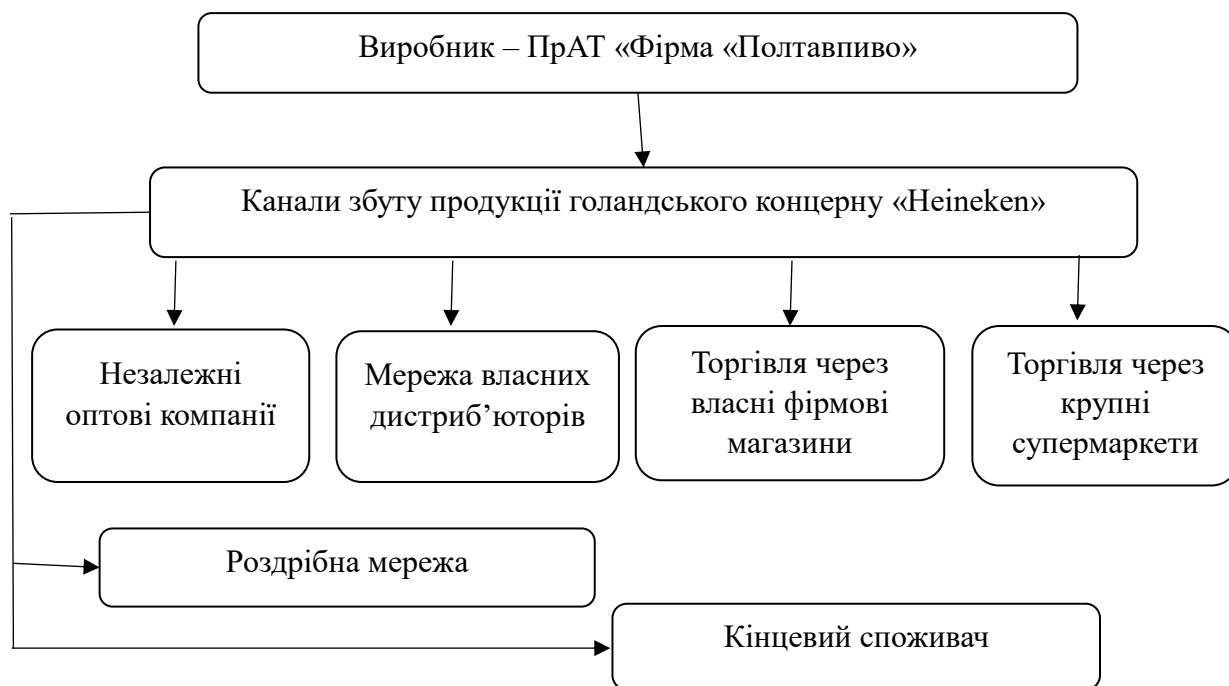 Виробник – ПрАТ «Фірма «Полтавпиво»
Канали збуту продукції голандського концерну «Heineken»
Незалежні
оптові компанії
Мережа власних
дистриб’юторів
Торгівля через
власні фірмові
магазини
Торгівля через
крупні
супермаркети
Роздрібна мережа
Кінцевий споживач